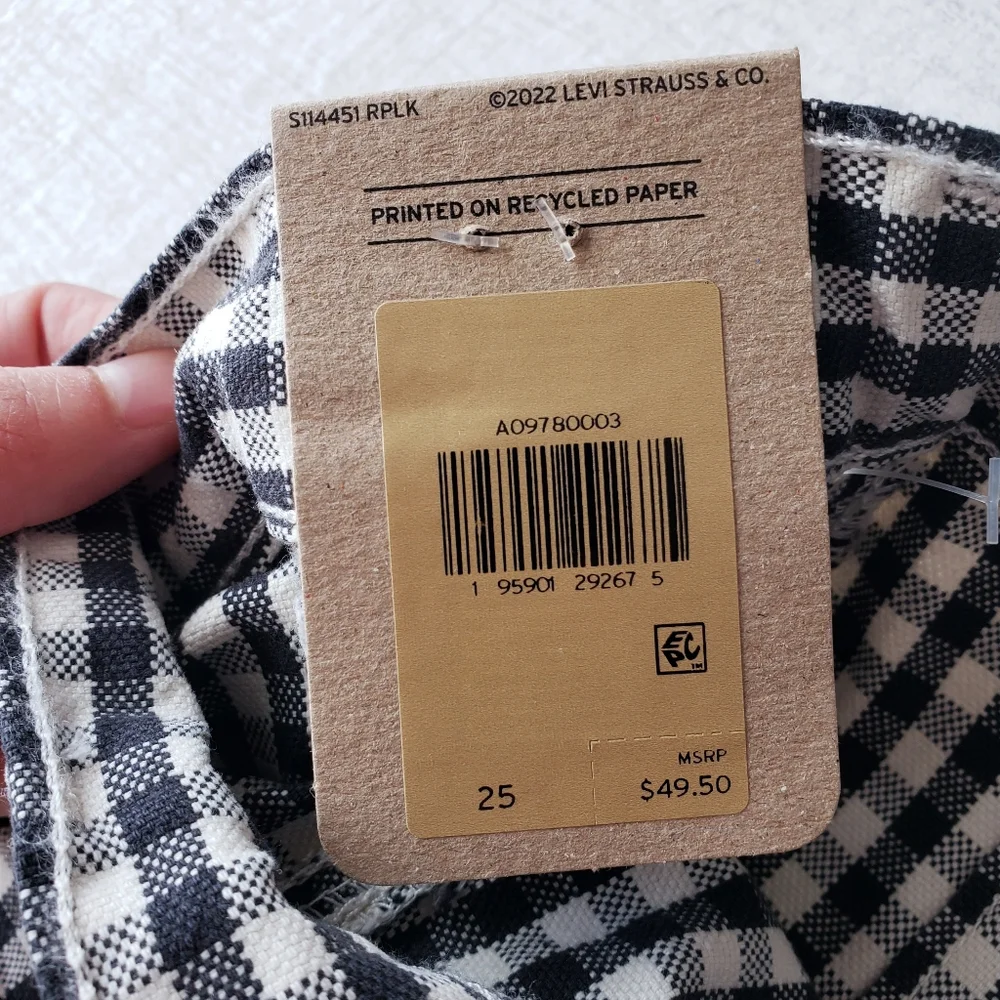 S114451 RPLK ©2022 LEVI STRAUSS & CO.
PRINTED ON RECYCLED PAPER
A09780003
1 95901 29267 5
EPC™
MSRP
25 $49.50